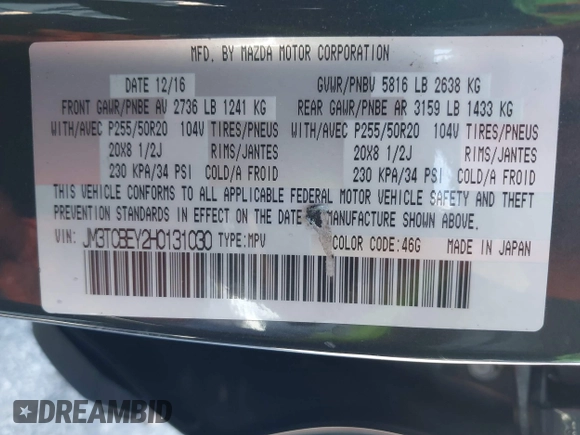 MFD. BY MAZDA MOTOR CORPORATION
DATE 12/16 GVWR/PNBV 5816 LB 2638 KG
FRONT GAWR/PNBE AV 2736 LB 1241 KG REAR GAWR/PNBE AR 3159 LB 1433 KG
WITH/AVEC P255/50R20 104V TIRES/PNEUS WITH/AVEC P255/50R20 104V TIRES/PNEUS
20X8 1/2J RIMS/JANTES 20X8 1/2J RIMS/JANTES
230 KPA/34 PSI COLD/A FROID 230 KPA/34 PSI COLD/A FROID
THIS VEHICLE CONFORMS TO ALL APPLICABLE FEDERAL MOTOR VEHICLE SAFETY AND THEFT
PREVENTION STANDARDS IN EFFECT ON THE DATE MANUFACTURE SHOWN ABOVE.
VIN: JM3TCBEY2H0131030 TYPE:MPV COLOR CODE:46G MADE IN JAPAN
DREAMBID